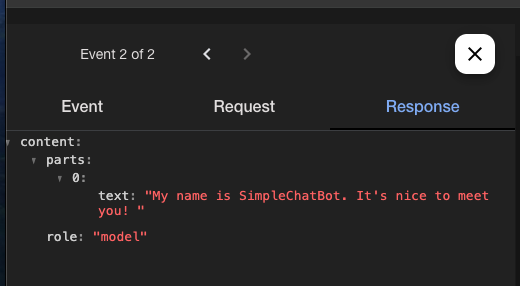 Event 2 of 2
Event
Request
Response
content:
parts:
0:
text: "My name is SimpleChatBot. It's nice to meet
you! "
role: "model"